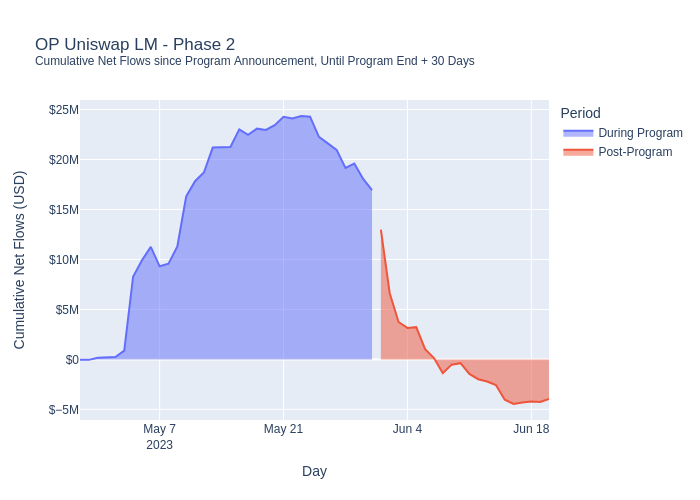 OP Uniswap LM - Phase 2
Cumulative Net Flows since Program Announcement, Until Program End + 30 Days
Period
During Program
Post-Program
Cumulative Net Flows (USD)
$25M
$20M
$15M
$10M
$5M
$0
$−5M
May 7
2023
May 21
Jun 4
Jun 18
Day